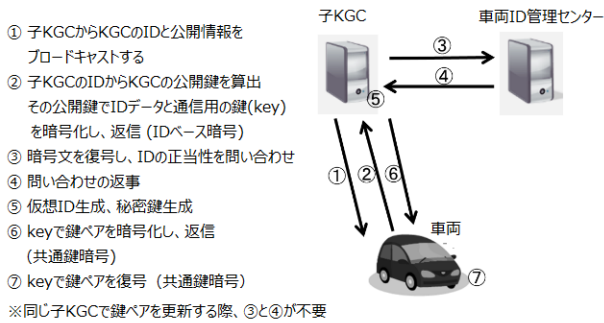 ① 子KGCからKGCのIDと公開情報を
ブロードキャストする
② 子KGCのIDからKGCの公開鍵を算出
その公開鍵でIDデータと通信用の鍵(key)
を暗号化し、返信 (IDベース暗号)
③ 暗号文を復号し、IDの正当性を問い合わせ
④ 問い合わせの返事
⑤ 仮想ID生成、秘密鍵生成
⑥ keyで鍵ペアを暗号化し、返信
(共通鍵暗号)
⑦ keyで鍵ペアを復号（共通鍵暗号）
※同じ子KGCで鍵ペアを更新する際、③と④が不要
子KGC
車両ID管理センター
③
④
⑤
①
②
⑥
車両
⑦